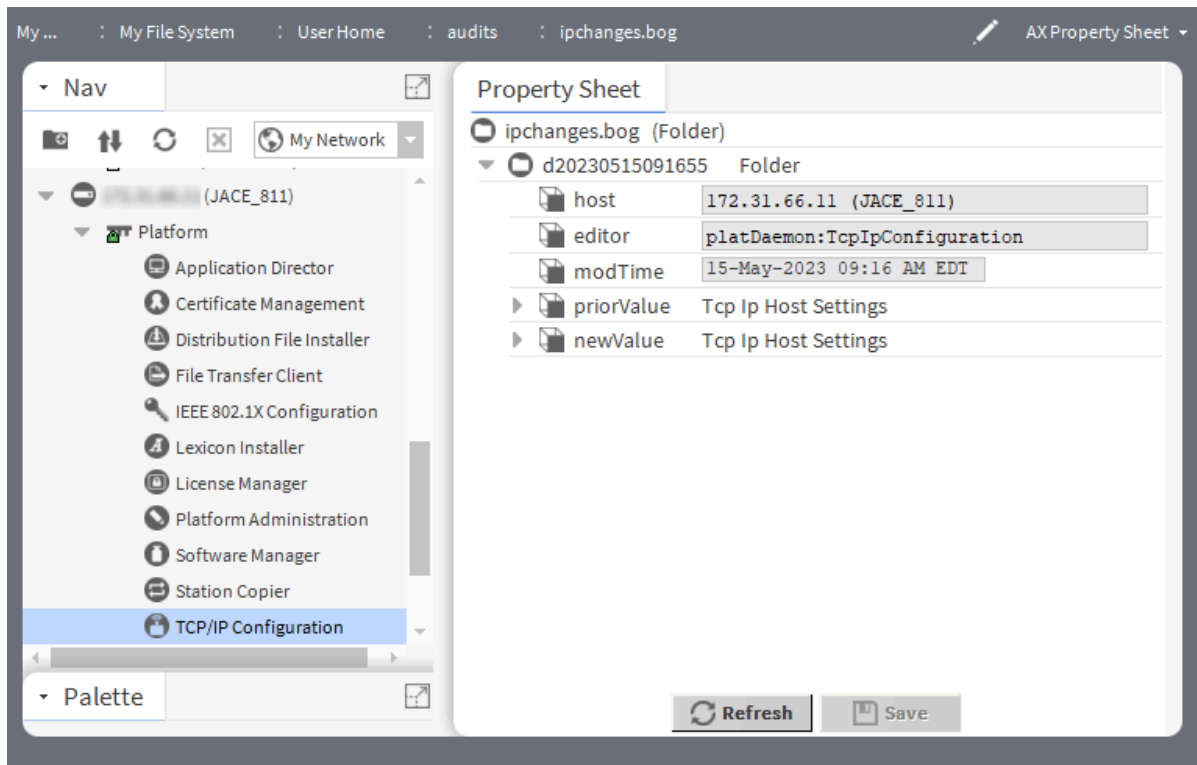 My ... : My File System : User Home : audits : ipchanges.bog AX Property Sheet
Nav
My Network
(JACE_811)
Platform
Application Director
Certificate Management
Distribution File Installer
File Transfer Client
IEEE 802.1X Configuration
Lexicon Installer
License Manager
Platform Administration
Software Manager
Station Copier
TCP/IP Configuration
Palette
Property Sheet
ipchanges.bog (Folder)
d20230515091655 Folder
host 172.31.66.11 (JACE_811)
editor platDaemon:TcpIpConfiguration
modTime 15-May-2023 09:16 AM EDT
priorValue Tcp Ip Host Settings
newValue Tcp Ip Host Settings
Refresh Save